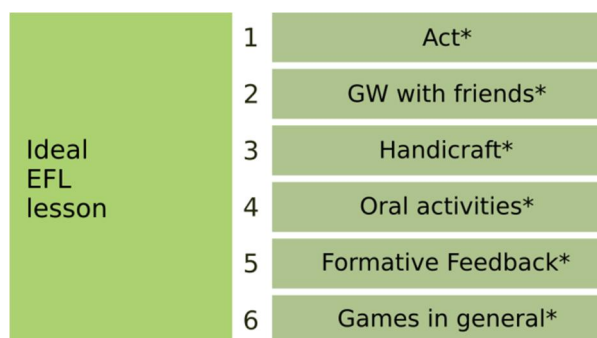 Ideal
EFL
lesson
1 Act*
2 GW with friends*
3 Handicraft*
4 Oral activities*
5 Formative Feedback*
6 Games in general*